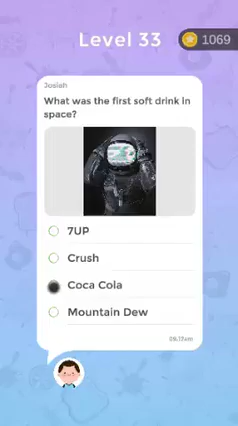 Level 33
1069
Josiah
What was the first soft drink in
space?
7UP
Crush
Coca Cola
Mountain Dew